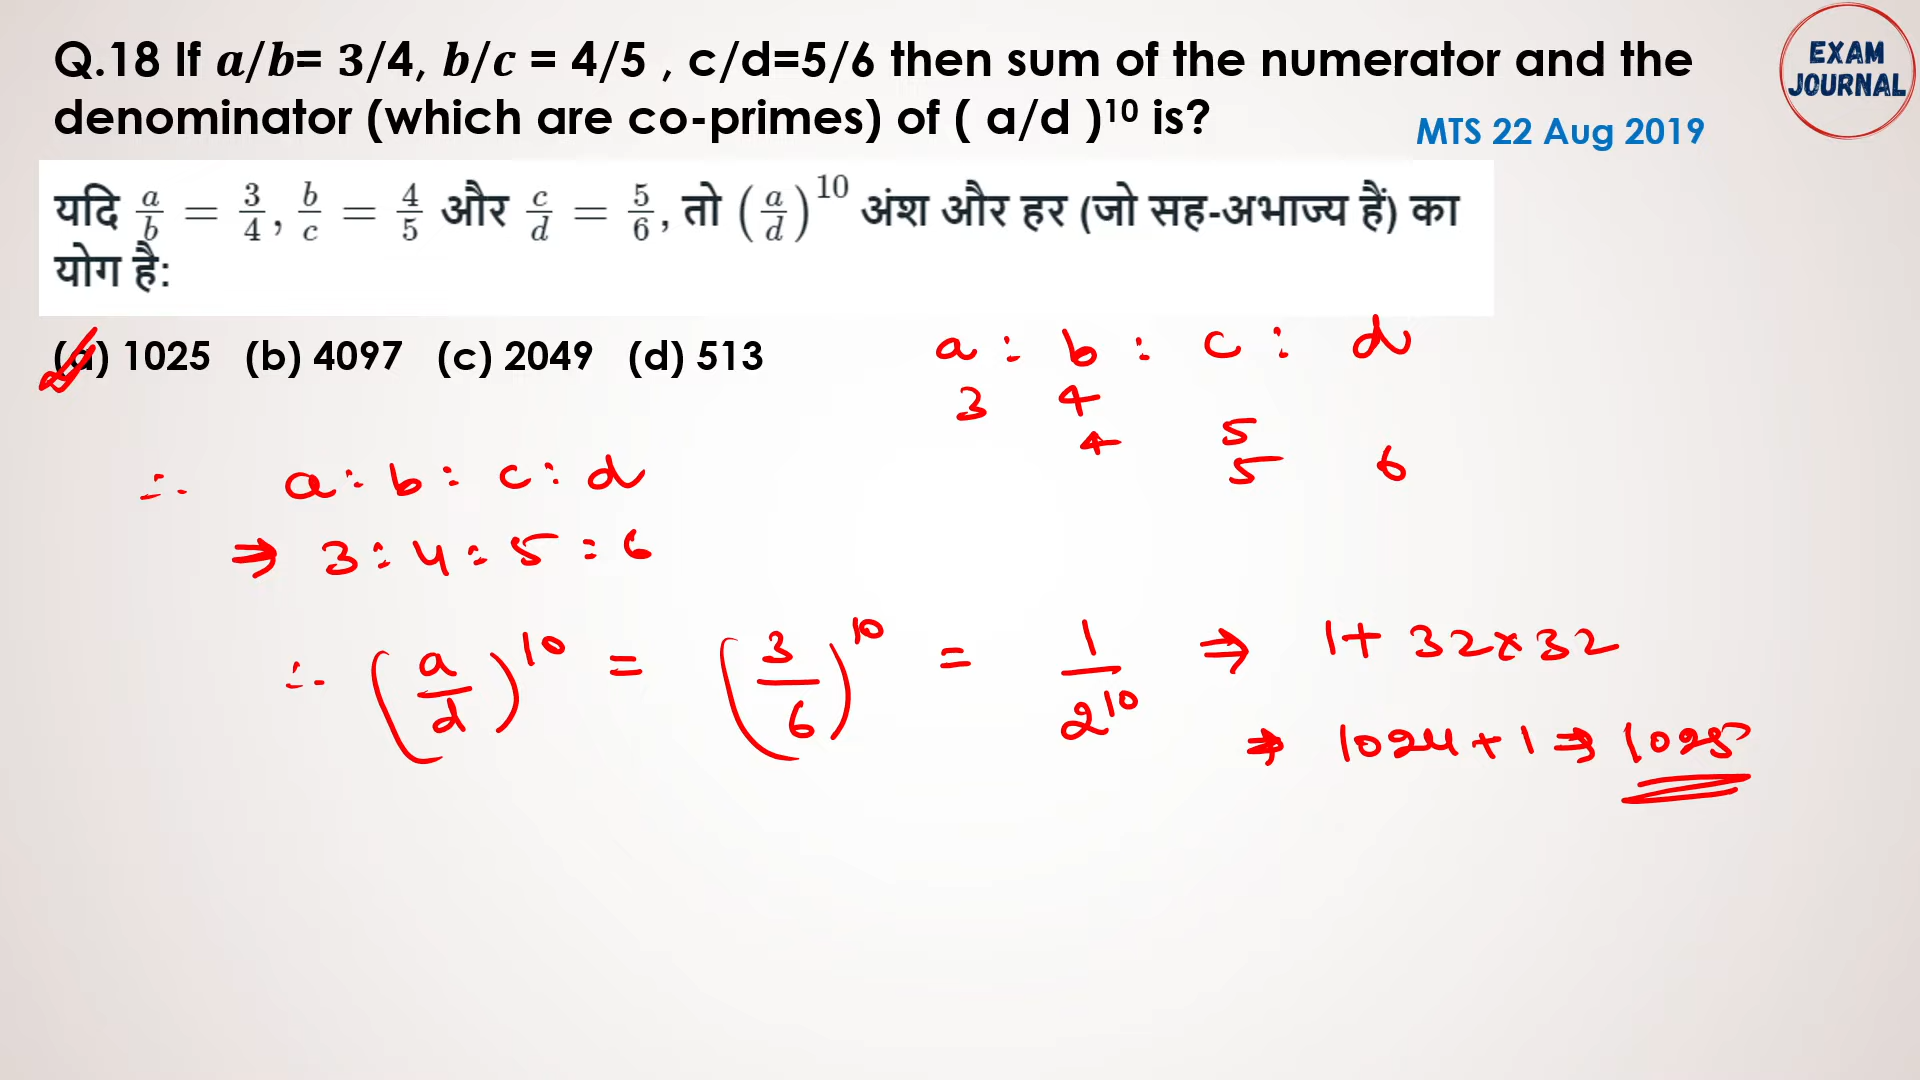 Q.18 If a/b= 3/4, b/c = 4/5 , c/d=5/6 then sum of the numerator and the
denominator (which are co-primes) of ( a/d )¹⁰ is?
EXAM
JOURNAL
MTS 22 Aug 2019
यदि a/b = 3/4, b/c = 4/5 और c/d = 5/6, तो (a/d)¹⁰ अंश और हर (जो सह-अभाज्य हैं) का
योग है:
(a) 1025 (b) 4097 (c) 2049 (d) 513
a : b : c : d
3 4
4 5
5 6
∴ a : b : c : d
⇒ 3 : 4 : 5 : 6
∴ (a/d)¹⁰ = (3/6)¹⁰ = 1/2¹⁰ ⇒ 1+ 32×32
⇒ 1024 + 1 ⇒ 1025